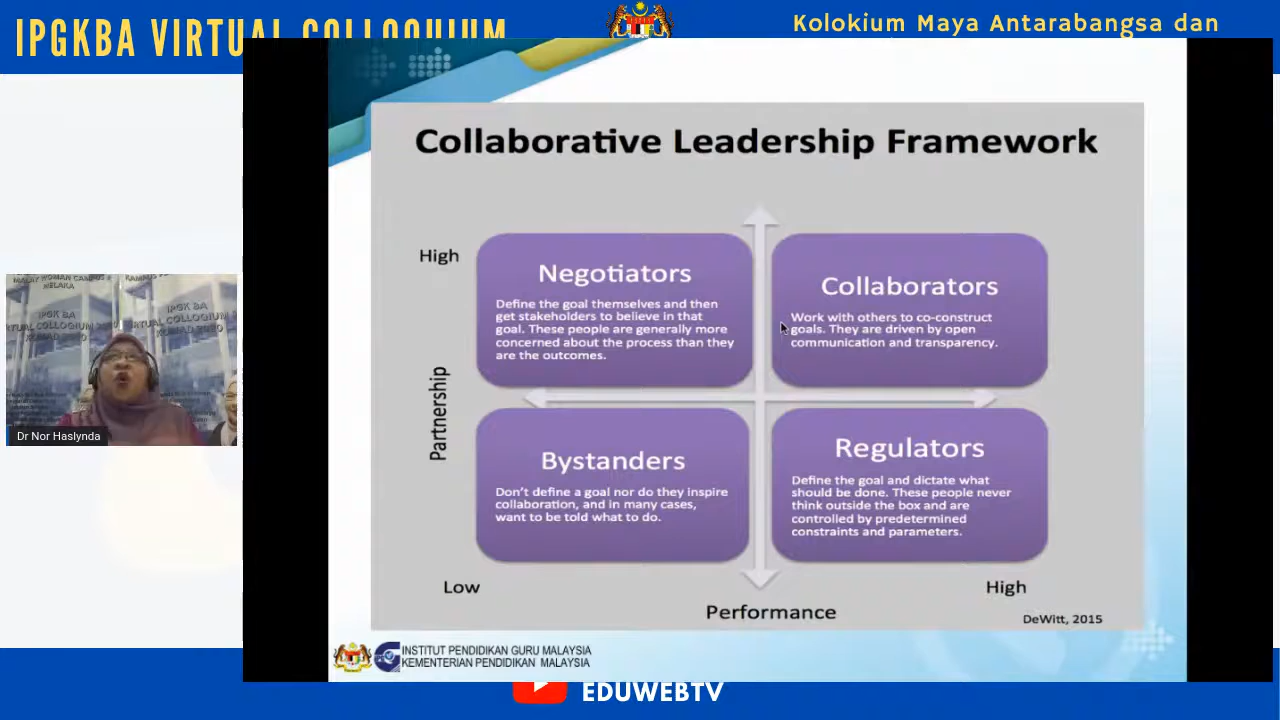 IPGKBA VIRTUAL COLLOQUIUM
Kolokium Maya Antarabangsa dan
Collaborative Leadership Framework
High
Negotiators
Define the goal themselves and then
get stakeholders to believe in that
goal. These people are generally more
concerned about the process than they
are the outcomes.
Collaborators
Work with others to co-construct
goals. They are driven by open
communication and transparency.
Partnership
Bystanders
Don't define a goal nor do they inspire
collaboration, and in many cases,
want to be told what to do.
Regulators
Define the goal and dictate what
should be done. These people never
think outside the box and are
controlled by predetermined
constraints and parameters.
Low
High
Performance
DeWitt, 2015
MELAKA
IPGK BA
Dr Nor Haslynda
INSTITUT PENDIDIKAN GURU MALAYSIA
KEMENTERIAN PENDIDIKAN MALAYSIA
EDUWEBTV